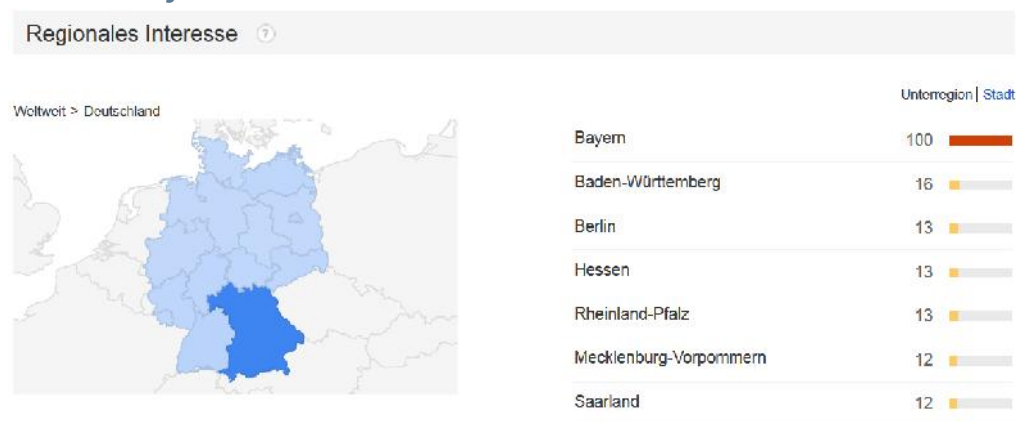 Regionales Interesse ?
Unterregion | Stadt
Weltweit > Deutschland
Bayern 100
Baden-Württemberg 16
Berlin 13
Hessen 13
Rheinland-Pfalz 13
Mecklenburg-Vorpommern 12
Saarland 12